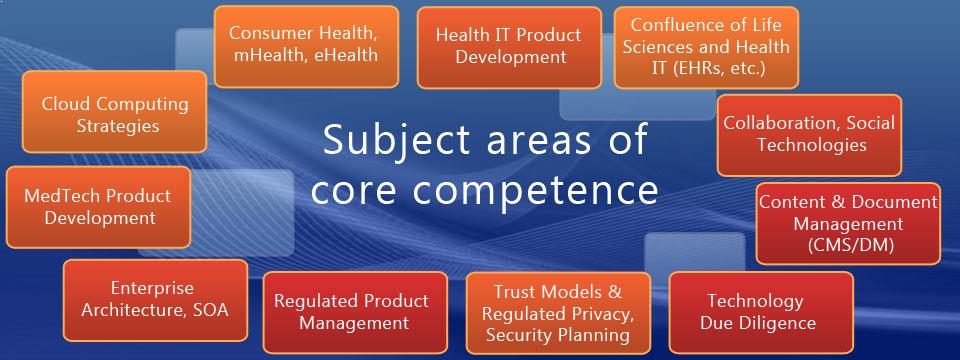 Consumer Health,
mHealth, eHealth
Health IT Product
Development
Confluence of Life
Sciences and Health
IT (EHRs, etc.)
Cloud Computing
Strategies
Subject areas of
core competence
Collaboration, Social
Technologies
MedTech Product
Development
Content & Document
Management
(CMS/DM)
Enterprise
Architecture, SOA
Regulated Product
Management
Trust Models &
Regulated Privacy,
Security Planning
Technology
Due Diligence